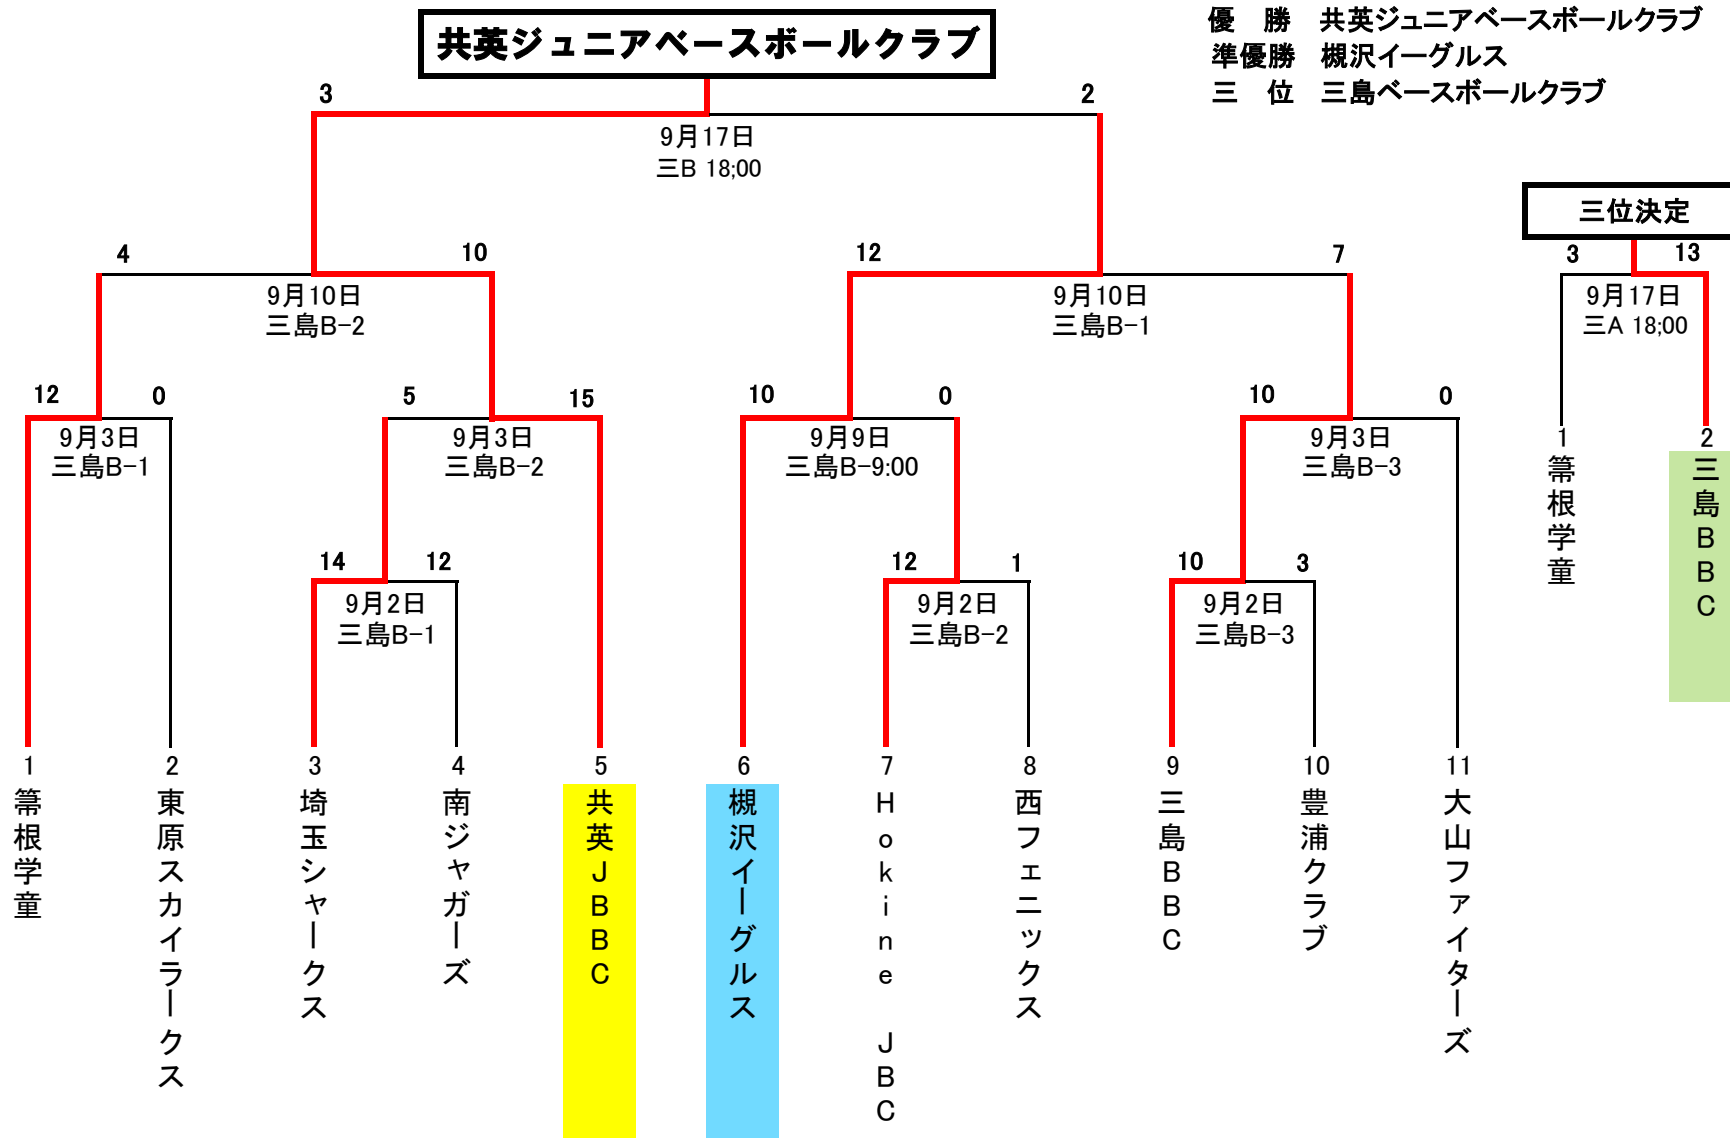 優　勝　共英ジュニアベースボールクラブ
準優勝　槻沢イーグルス
三　位　三島ベースボールクラブ
共英ジュニアベースボールクラブ
3
2
9月17日
三B 18;00
三位決定
4
10
12
7
3
13
9月10日
三島B-2
9月10日
三島B-1
9月17日
三A 18;00
12
0
5
15
10
0
10
0
9月3日
三島B-1
9月3日
三島B-2
9月9日
三島B-9:00
9月3日
三島B-3
1
箒根学童
2
三島BBC
14
12
12
1
10
3
9月2日
三島B-1
9月2日
三島B-2
9月2日
三島B-3
1
箒根学童
2
東原スカイラークス
3
埼玉シャークス
4
南ジャガーズ
5
共英JBBC
6
槻沢イーグルス
7
Hokine JBC
8
西フェニックス
9
三島BBC
10
豊浦クラブ
11
大山ファイターズ